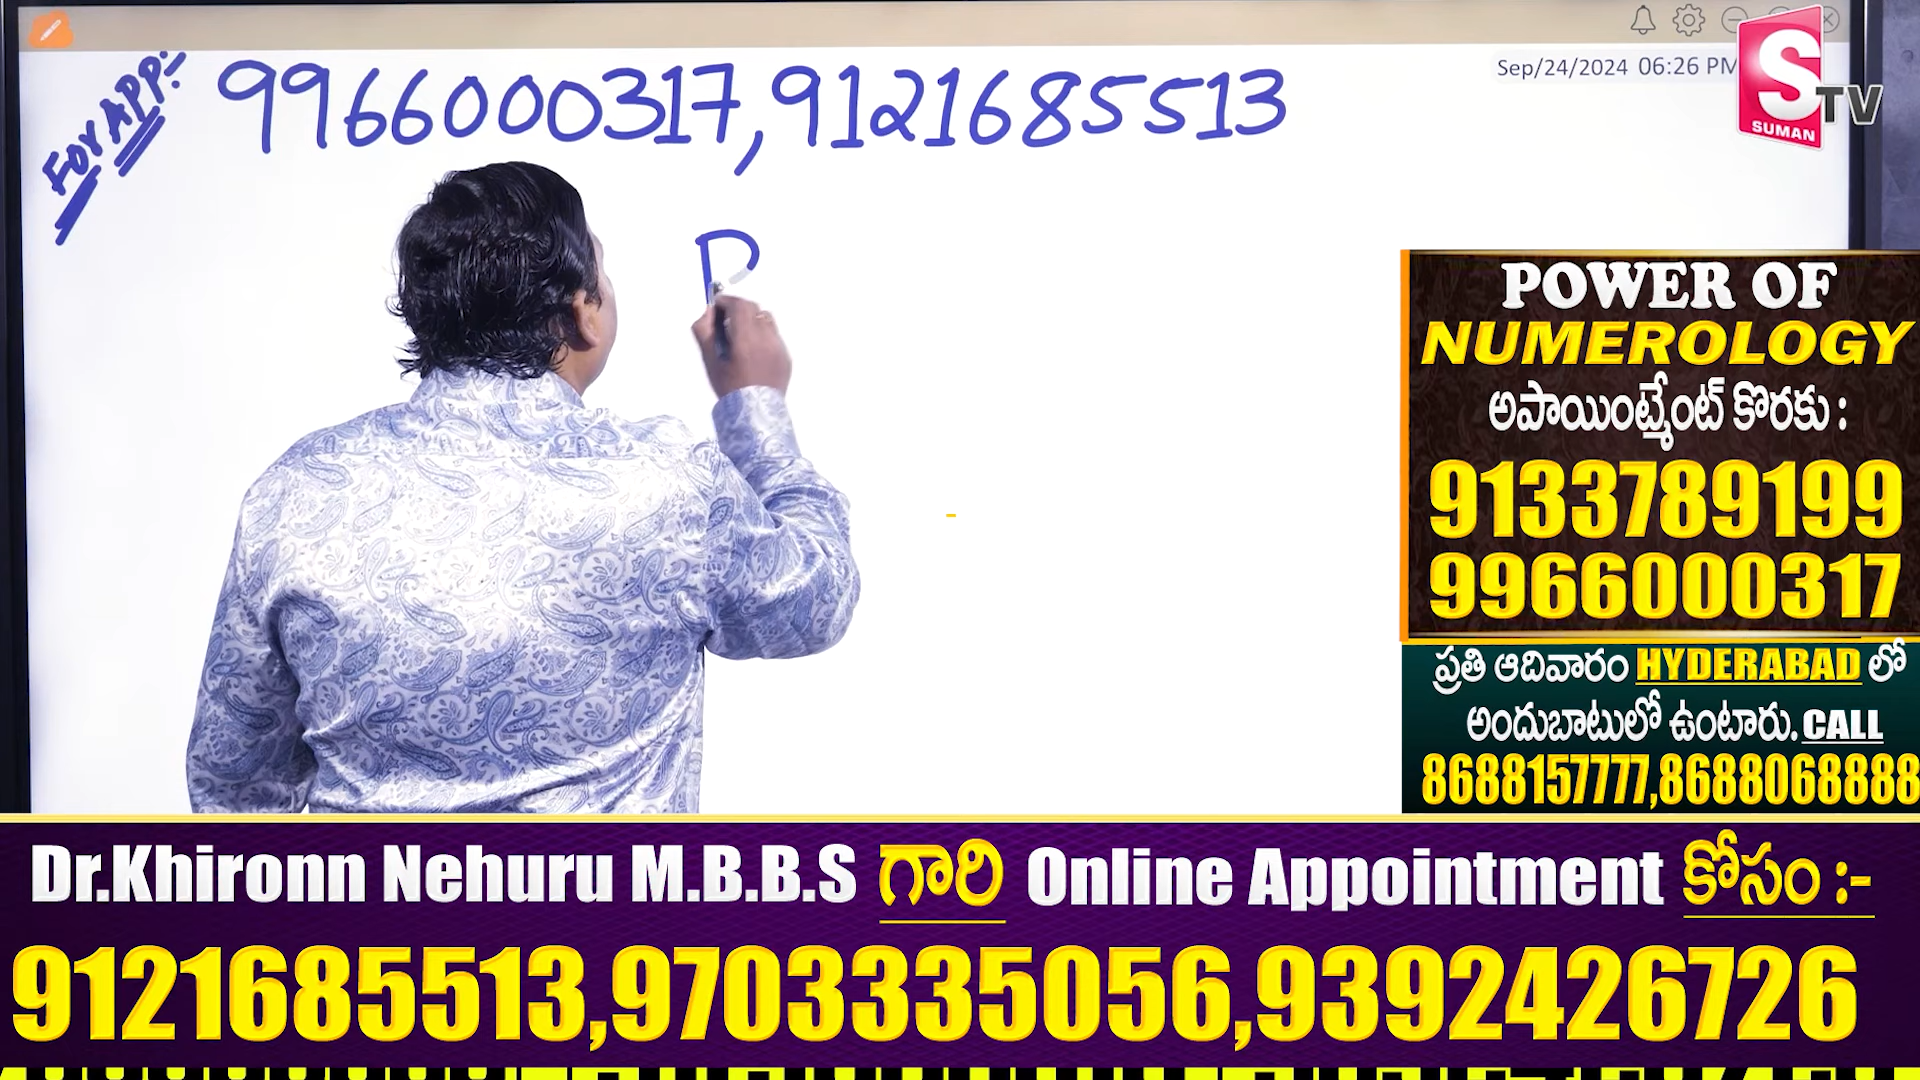 For APP:-
9966000317, 9121685513
Sep/24/2024 06:26 PM
S TV
SUMAN
P
POWER OF
NUMEROLOGY
అపాయింట్మేంట్ కొరకు :
9133789199
9966000317
ప్రతి ఆదివారం HYDERABAD లో
అందుబాటులో ఉంటారు. CALL
8688157777,8688068888
Dr.Khironn Nehuru M.B.B.S గారి Online Appointment కోసం :-
9121685513,9703335056,9392426726